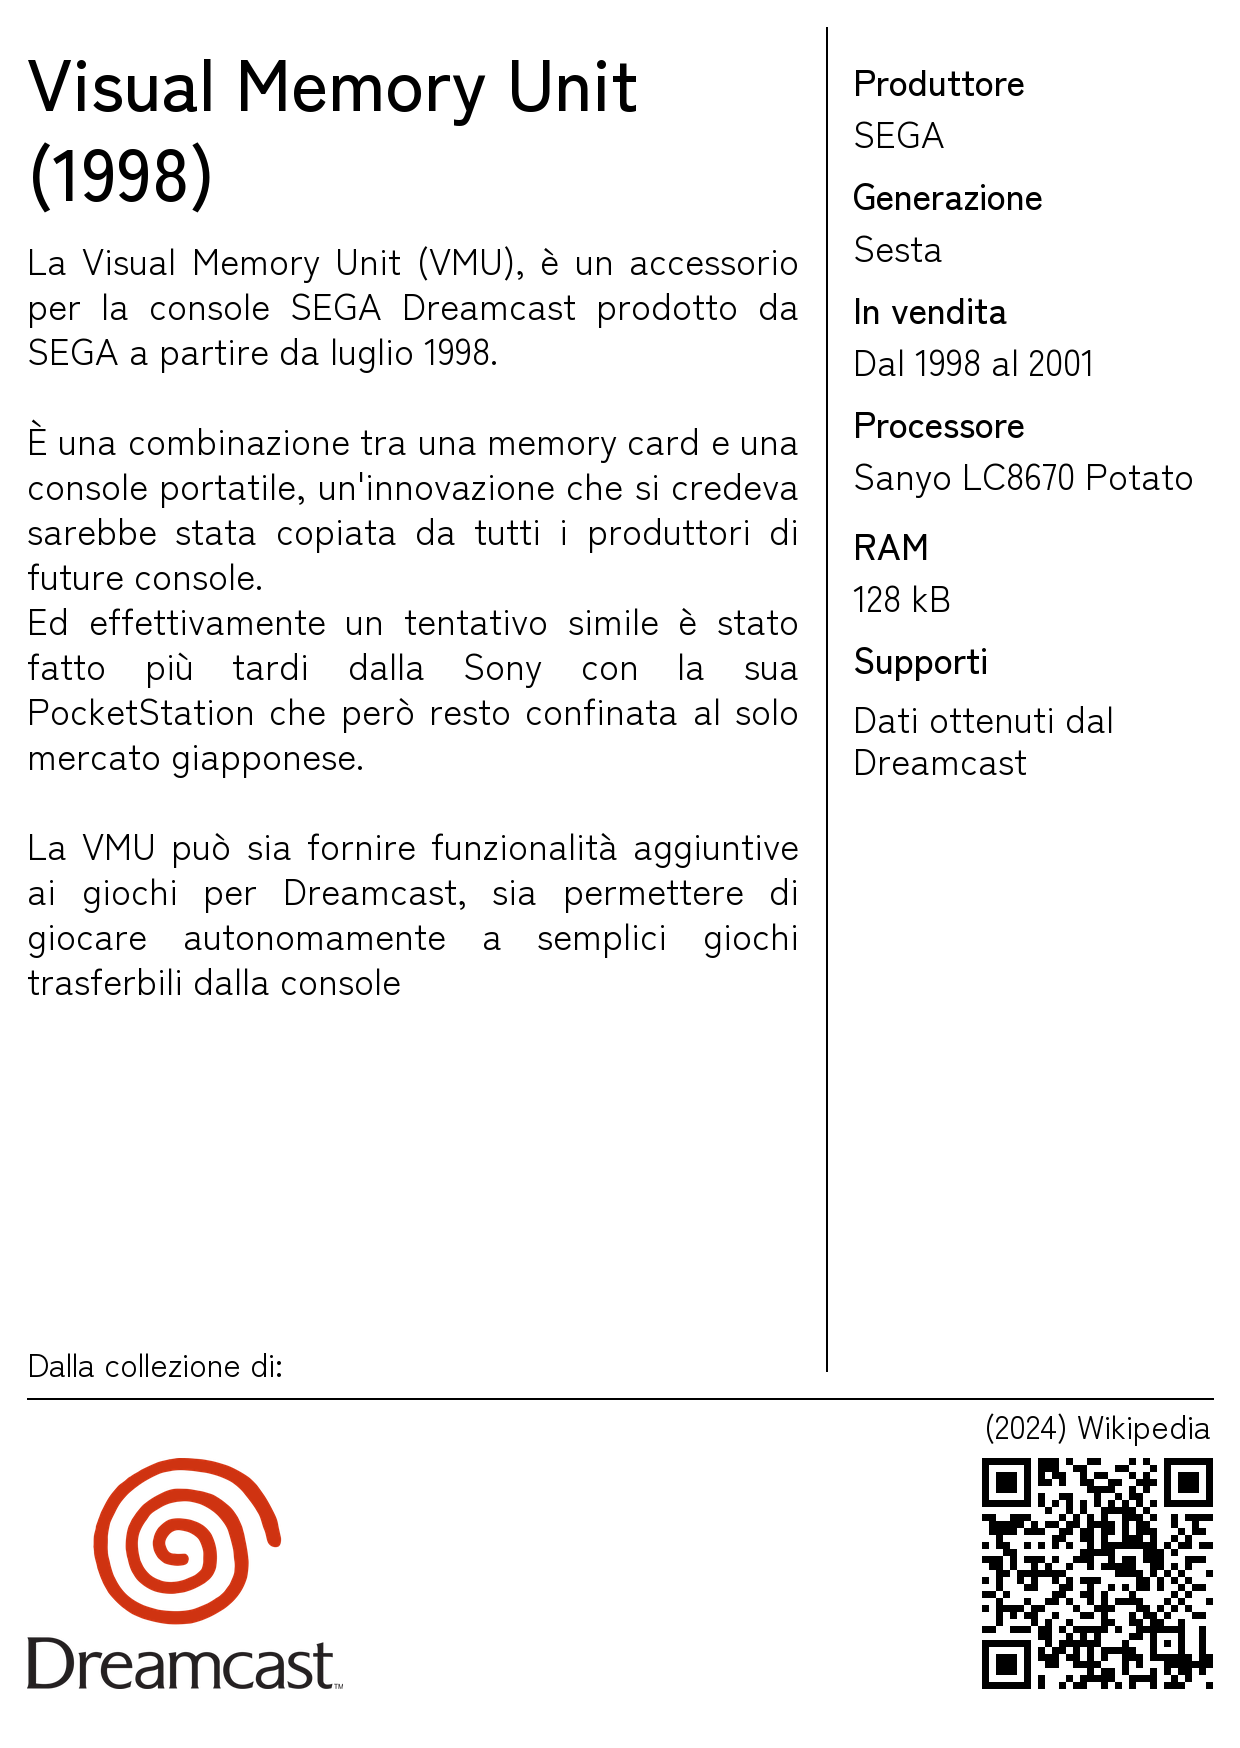 Visual Memory Unit
(1998)
La Visual Memory Unit (VMU), è un accessorio
per la console SEGA Dreamcast prodotto da
SEGA a partire da luglio 1998.
È una combinazione tra una memory card e una
console portatile, un'innovazione che si credeva
sarebbe stata copiata da tutti i produttori di
future console.
Ed effettivamente un tentativo simile è stato
fatto più tardi dalla Sony con la sua
PocketStation che però resto confinata al solo
mercato giapponese.
La VMU può sia fornire funzionalità aggiuntive
ai giochi per Dreamcast, sia permettere di
giocare autonomamente a semplici giochi
trasferbili dalla console
Dalla collezione di:
Produttore
SEGA
Generazione
Sesta
In vendita
Dal 1998 al 2001
Processore
Sanyo LC8670 Potato
RAM
128 kB
Supporti
Dati ottenuti dal
Dreamcast
(2024) Wikipedia
Dreamcast™